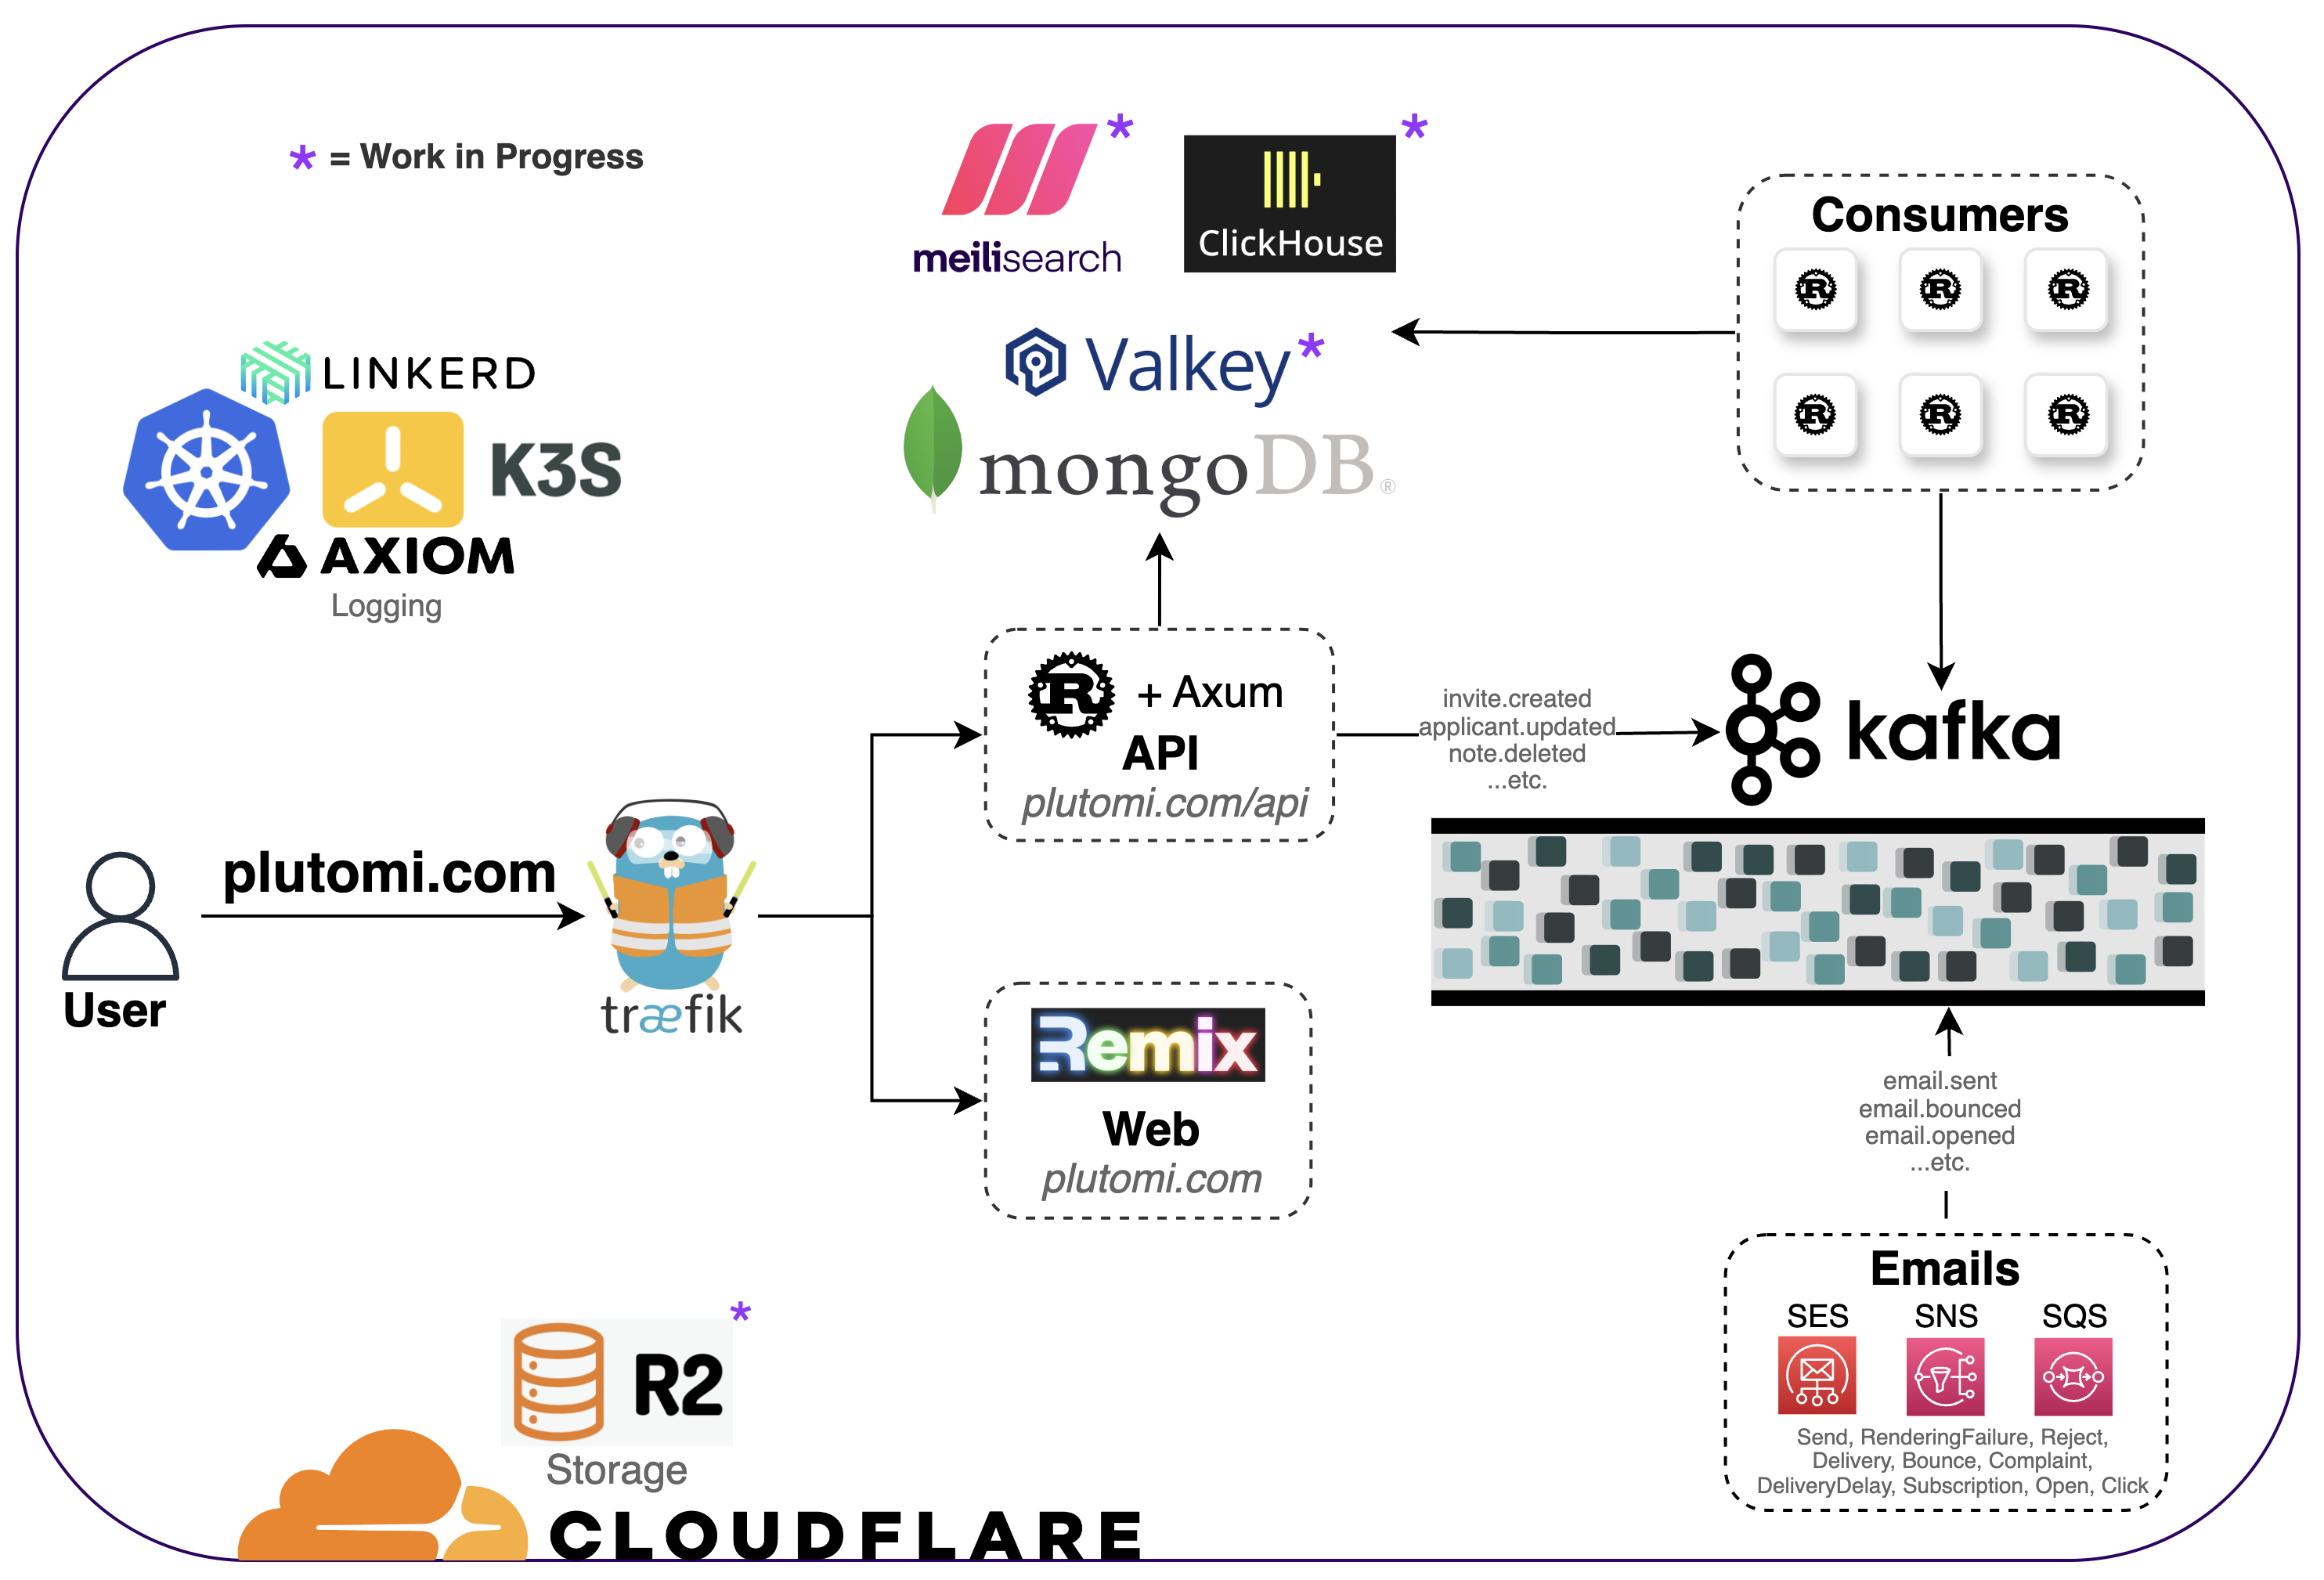 * = Work in Progress
meilisearch
*
ClickHouse
*
Valkey*
mongoDB®
LINKERD
K3S
AXIOM
Logging
Consumers
R
R
R
R
R
R
R + Axum
API
plutomi.com/api
invite.created
applicant.updated
note.deleted
...etc.
kafka
User
plutomi.com
træfik
Remix
Web
plutomi.com
email.sent
email.bounced
email.opened
...etc.
Emails
SES
SNS
SQS
Send, RenderingFailure, Reject,
Delivery, Bounce, Complaint,
DeliveryDelay, Subscription, Open, Click
*
R2
Storage
CLOUDFLARE